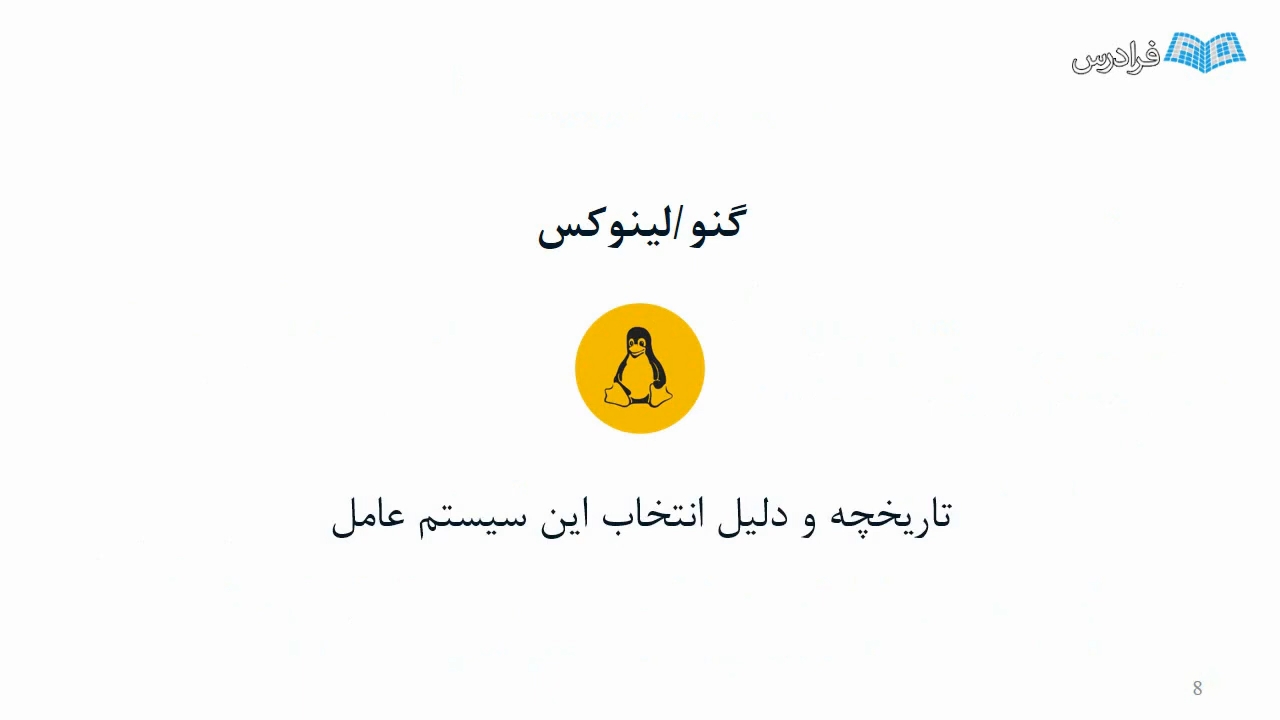 فرادرس
گنو/لینوکس
تاریخچه و دلیل انتخاب این سیستم عامل
8